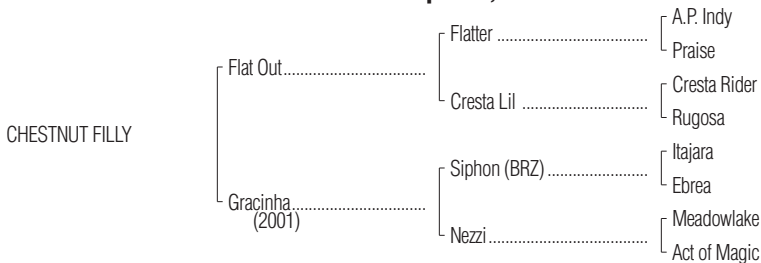 A.P. Indy
Flatter ................................................
Praise
Flat Out..............................................
Cresta Rider
Cresta Lil ........................................
Rugosa
CHESTNUT FILLY
Itajara
Siphon (BRZ) ................................
Ebrea
Gracinha............................................
(2001)
Meadowlake
Nezzi....................................................
Act of Magic